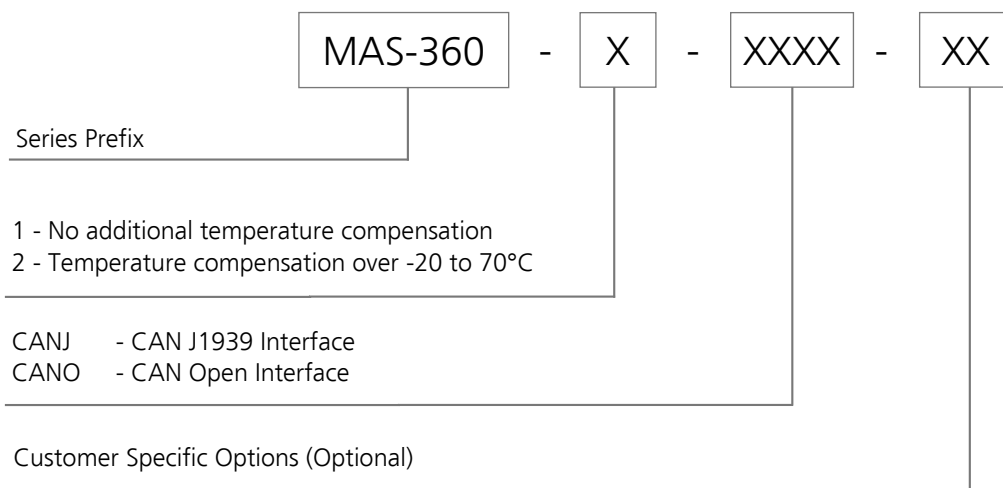 MAS-360 - X - XXXX - XX
Series Prefix
1 - No additional temperature compensation
2 - Temperature compensation over -20 to 70°C
CANJ - CAN J1939 Interface
CANO - CAN Open Interface
Customer Specific Options (Optional)